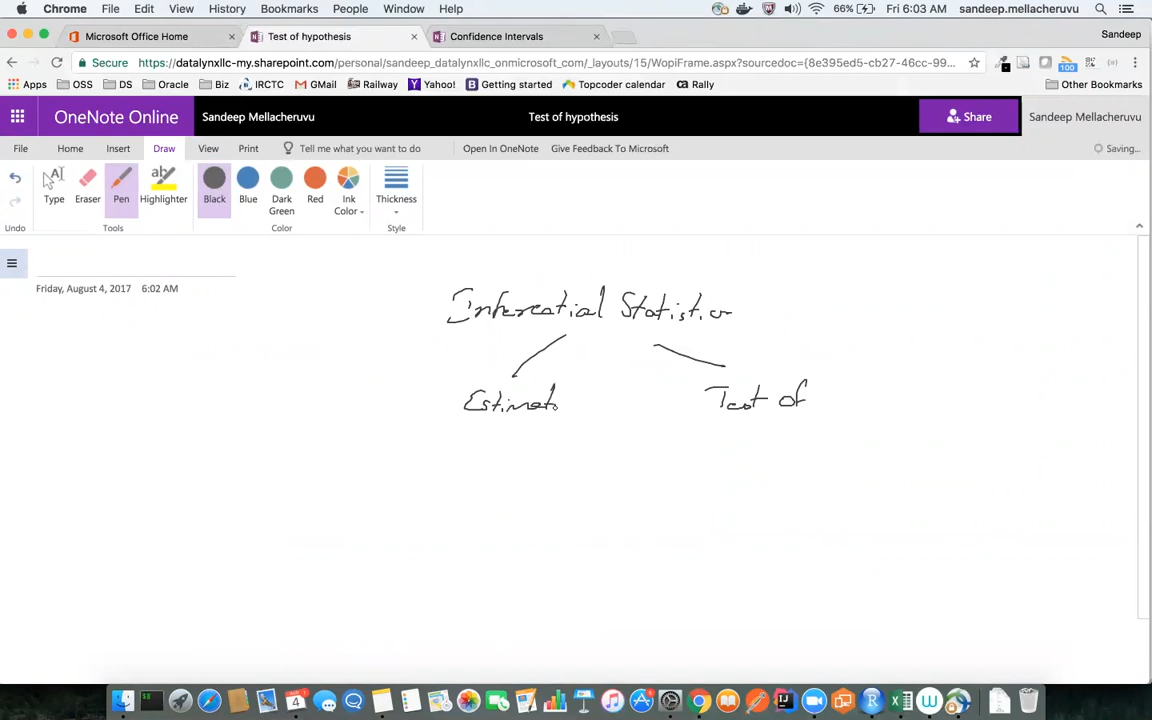 Chrome File Edit View History Bookmarks People Window Help 66% Fri 6:03 AM sandeep.mellacheruvu
Microsoft Office Home Test of hypothesis Confidence Intervals Sandeep
Secure https://datalynxllc-my.sharepoint.com/personal/sandeep_datalynxllc_onmicrosoft_com/_layouts/15/WopiFrame.aspx?sourcedoc={8e395ed5-cb27-46cc-99... 100
Apps OSS DS Oracle Biz IRCTC GMail Railway Yahoo! Getting started Topcoder calendar Rally Other Bookmarks
OneNote Online Sandeep Mellacheruvu Test of hypothesis Share Sandeep Mellacheruvu
File Home Insert Draw View Print Tell me what you want to do Open In OneNote Give Feedback To Microsoft Saving...
Type Eraser Pen Highlighter Black Blue Dark Green Red Ink Color Thickness
Undo Tools Color Style
Friday, August 4, 2017 6:02 AM
Test of